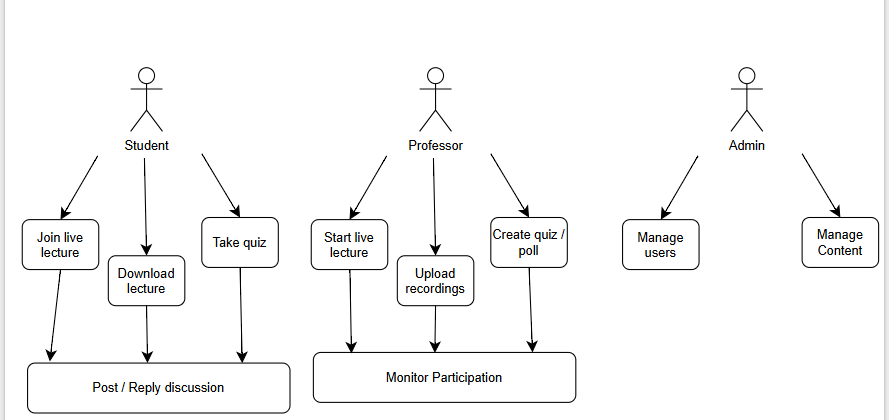 Student
Professor
Admin
Join live
lecture
Download
lecture
Take quiz
Start live
lecture
Upload
recordings
Create quiz /
poll
Manage
users
Manage
Content
Post / Reply discussion
Monitor Participation